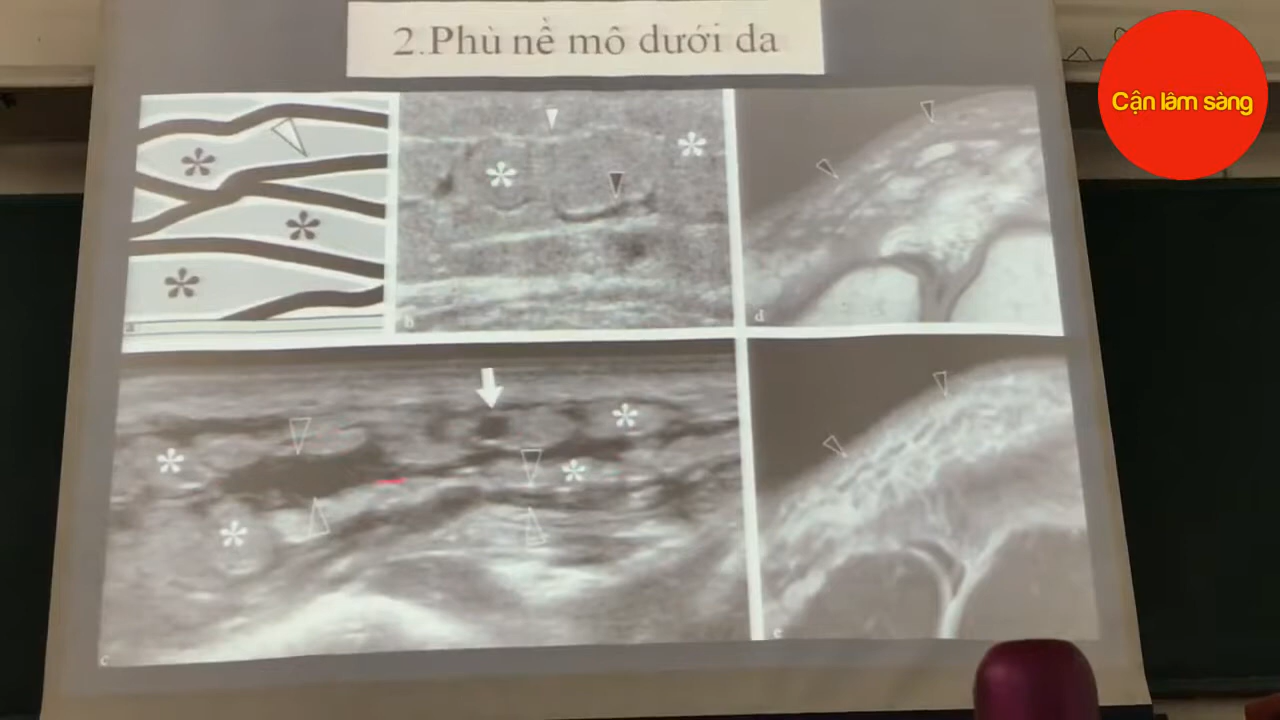 2.Phù nề mô dưới da
Cận lâm sàng
a
b
d
c
e